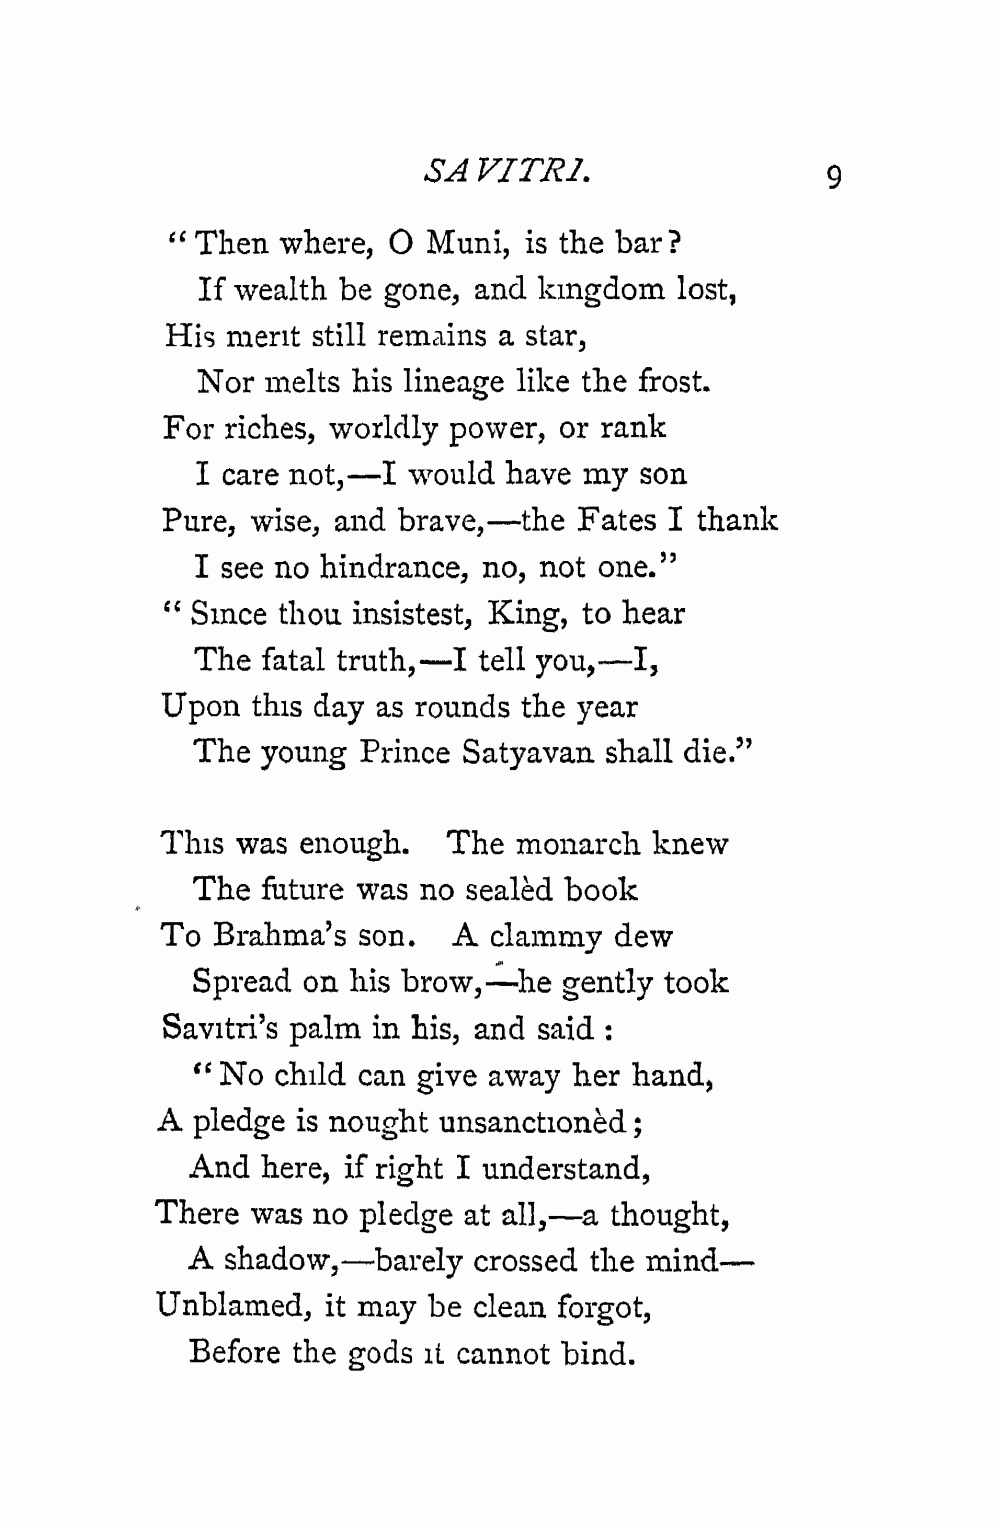 SAVITRI. 9
“Then where, O Muni, is the bar?
If wealth be gone, and kingdom lost,
His merit still remains a star,
Nor melts his lineage like the frost.
For riches, worldly power, or rank
I care not,—I would have my son
Pure, wise, and brave,—the Fates I thank
I see no hindrance, no, not one.”
“Since thou insistest, King, to hear
The fatal truth,—I tell you,—I,
Upon this day as rounds the year
The young Prince Satyavan shall die.”
This was enough. The monarch knew
The future was no sealèd book
To Brahma’s son. A clammy dew
Spread on his brow,—he gently took
Savitri’s palm in his, and said :
“No child can give away her hand,
A pledge is nought unsanctionèd;
And here, if right I understand,
There was no pledge at all,—a thought,
A shadow,—barely crossed the mind—
Unblamed, it may be clean forgot,
Before the gods it cannot bind.